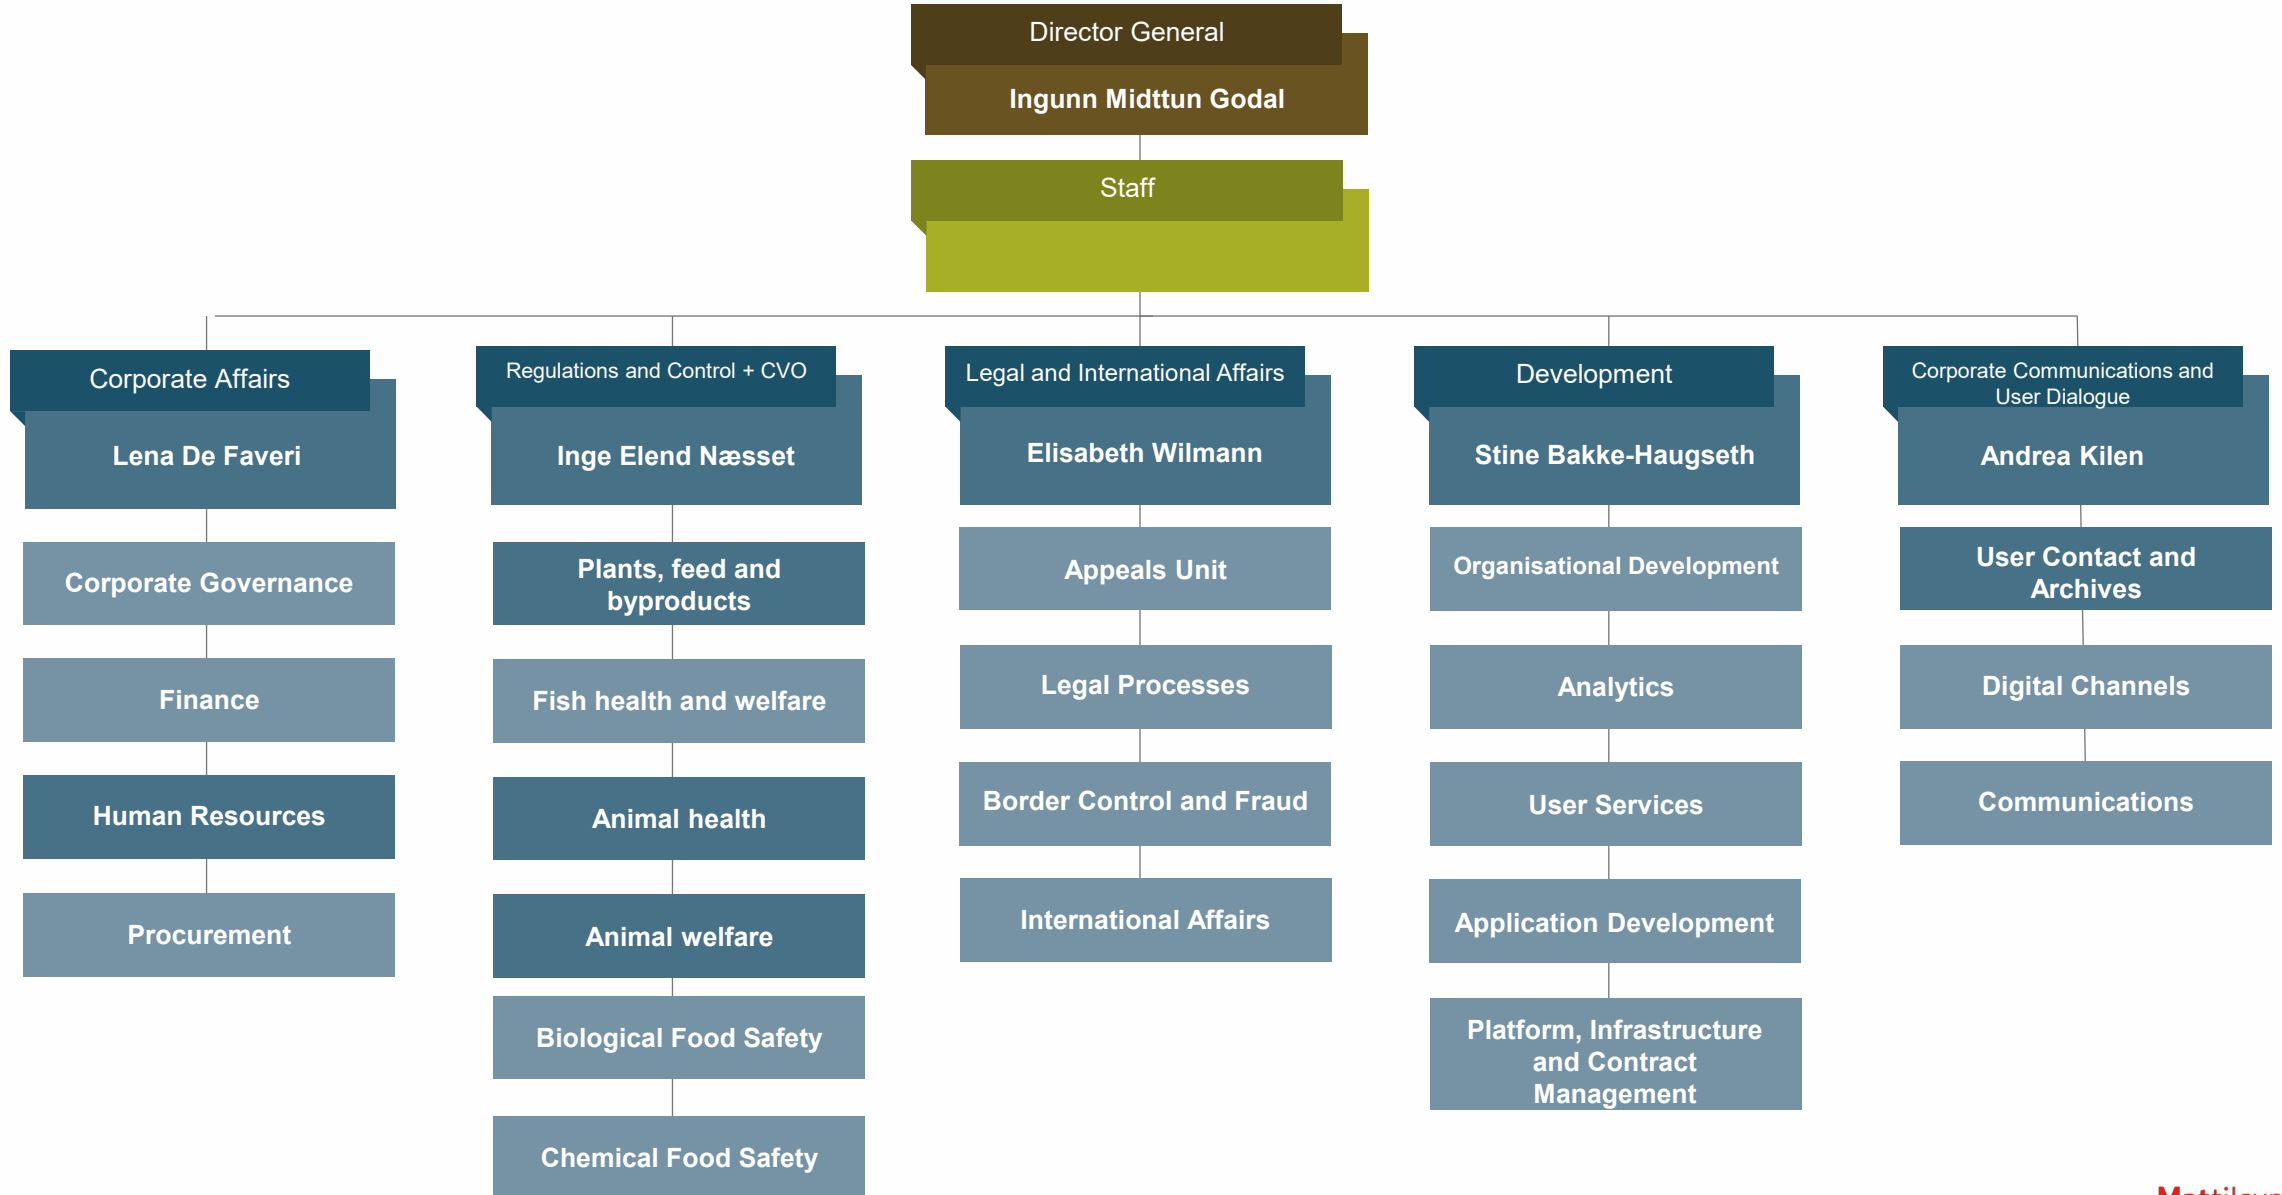 Director General
Ingunn Midttun Godal
Staff
Corporate Affairs
Lena De Faveri
Corporate Governance
Finance
Human Resources
Procurement
Regulations and Control + CVO
Inge Elend Næsset
Plants, feed and
byproducts
Fish health and welfare
Animal health
Animal welfare
Biological Food Safety
Chemical Food Safety
Legal and International Affairs
Elisabeth Wilmann
Appeals Unit
Legal Processes
Border Control and Fraud
International Affairs
Development
Stine Bakke-Haugseth
Organisational Development
Analytics
User Services
Application Development
Platform, Infrastructure
and Contract
Management
Corporate Communications and
User Dialogue
Andrea Kilen
User Contact and
Archives
Digital Channels
Communications